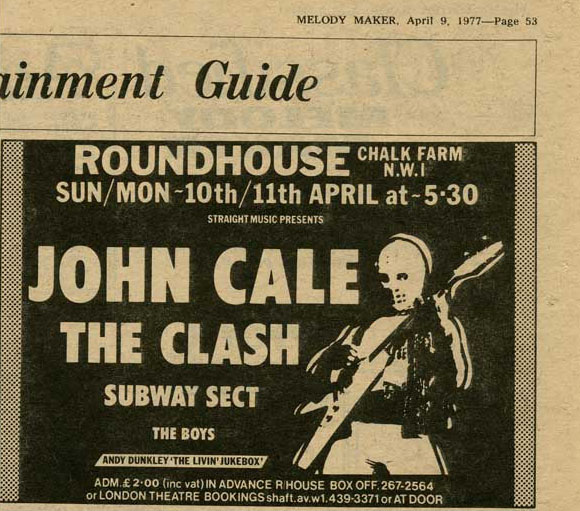 MELODY MAKER, April 9, 1977—Page 53
ainment Guide
ROUNDHOUSE CHALK FARM
N.W.I
SUN/MON ~10th/11th APRIL at ~ 5·30
STRAIGHT MUSIC PRESENTS
JOHN CALE
THE CLASH
SUBWAY SECT
THE BOYS
ANDY DUNKLEY 'THE LIVIN' JUKEBOX'
ADM.£2·00 (inc vat) IN ADVANCE R/HOUSE BOX OFF. 267-2564
or LONDON THEATRE BOOKINGS shaft.av.w1.439-3371 or AT DOOR